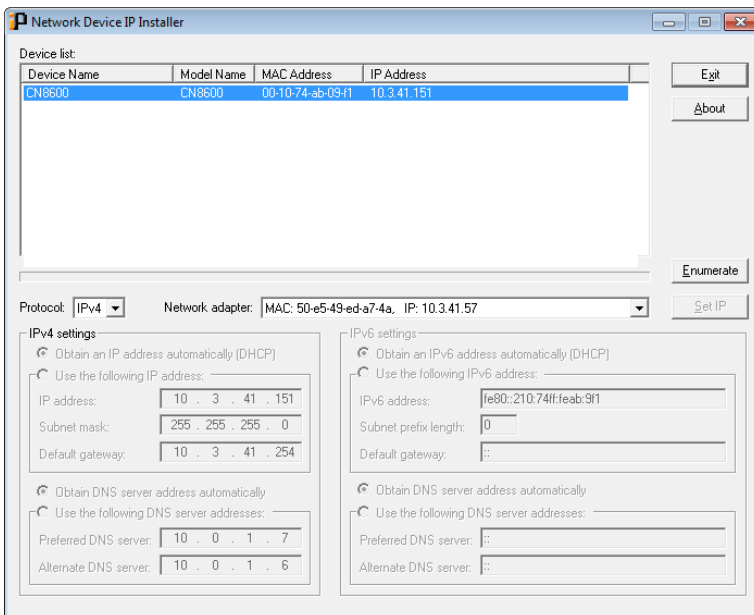 Network Device IP Installer
Device list:
Device Name Model Name MAC Address IP Address
CN8600 CN8600 00-10-74-ab-09-f1 10.3.41.151
Exit
About
Enumerate
Protocol: IPv4 Network adapter: MAC: 50-e5-49-ed-a7-4a, IP: 10.3.41.57 Set IP
IPv4 settings
Obtain an IP address automatically (DHCP)
Use the following IP address:
IP address: 10 . 3 . 41 . 151
Subnet mask: 255 . 255 . 255 . 0
Default gateway: 10 . 3 . 41 . 254
Obtain DNS server address automatically
Use the following DNS server addresses:
Preferred DNS server: 10 . 0 . 1 . 7
Alternate DNS server: 10 . 0 . 1 . 6
IPv6 settings
Obtain an IPv6 address automatically (DHCP)
Use the following IPv6 address:
IPv6 address: fe80::210:74ff:feab:9f1
Subnet prefix length: 0
Default gateway: ::
Obtain DNS server address automatically
Use the following DNS server addresses:
Preferred DNS server: ::
Alternate DNS server: ::